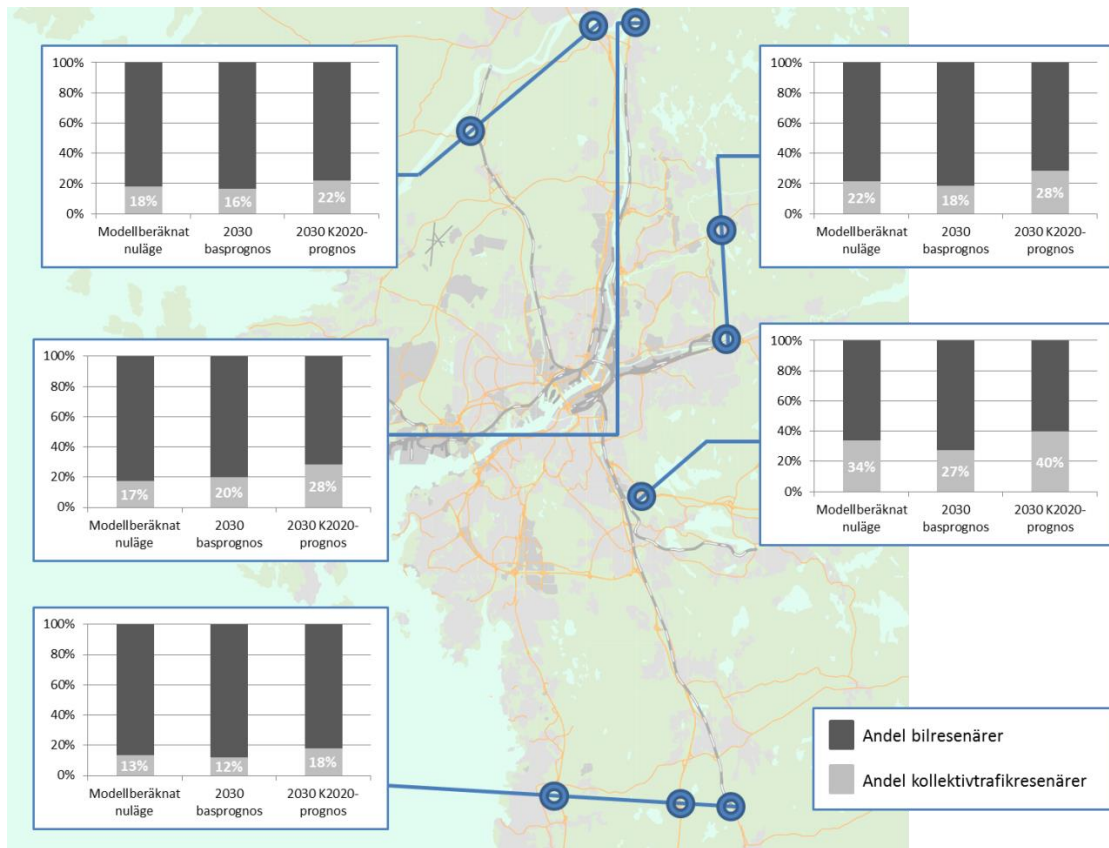 100%
80%
60%
40%
20%
0%
18% 16% 22%
Modellberäknat 2030 2030 K2020-
nuläge basprognos prognos
100%
80%
60%
40%
20%
0%
22% 18% 28%
Modellberäknat 2030 2030 K2020-
nuläge basprognos prognos
100%
80%
60%
40%
20%
0%
17% 20% 28%
Modellberäknat 2030 2030 K2020-
nuläge basprognos prognos
100%
80%
60%
40%
20%
0%
34% 27% 40%
Modellberäknat 2030 2030 K2020-
nuläge basprognos prognos
100%
80%
60%
40%
20%
0%
13% 12% 18%
Modellberäknat 2030 2030 K2020-
nuläge basprognos prognos
Andel bilresenärer
Andel kollektivtrafikresenärer